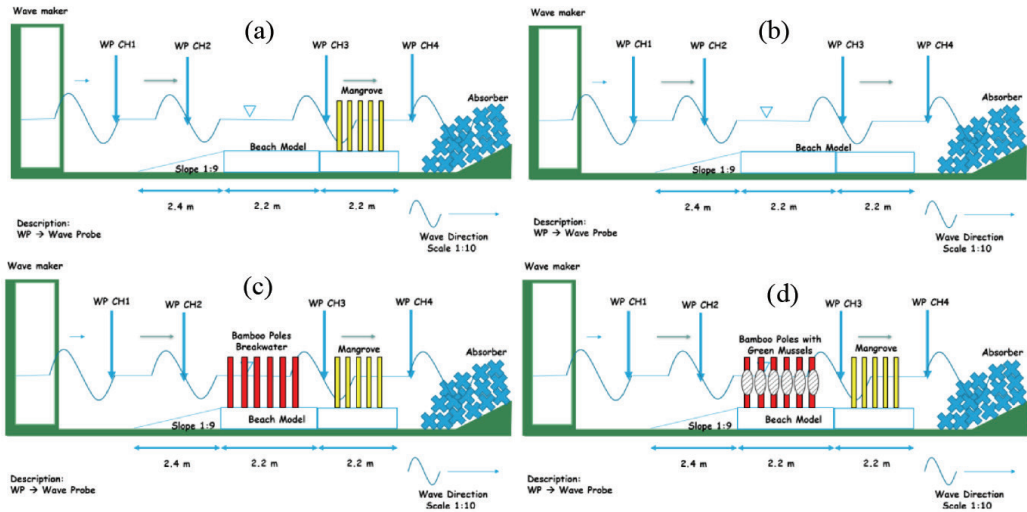 Wave maker
(a)
WP CH1
WP CH2
WP CH3
WP CH4
Mangrove
Absorber
Beach Model
Slope 1:9
2,4 m
2,2 m
2,2 m
Description:
WP → Wave Probe
Wave Direction
Scale 1:10
Wave maker
(b)
WP CH1
WP CH2
WP CH3
WP CH4
Absorber
Beach Model
Slope 1:9
2,4 m
2,2 m
2,2 m
Description:
WP → Wave Probe
Wave Direction
Scale 1:10
Wave maker
(c)
WP CH1
WP CH2
WP CH3
WP CH4
Bamboo Poles
Breakwater
Mangrove
Absorber
Beach Model
Slope 1:9
2,4 m
2,2 m
2,2 m
Description:
WP → Wave Probe
Wave Direction
Scale 1:10
Wave maker
(d)
WP CH1
WP CH2
WP CH3
WP CH4
Bamboo Poles with
Green Mussels
Mangrove
Absorber
Beach Model
Slope 1:9
2,4 m
2,2 m
2,2 m
Description:
WP → Wave Probe
Wave Direction
Scale 1:10